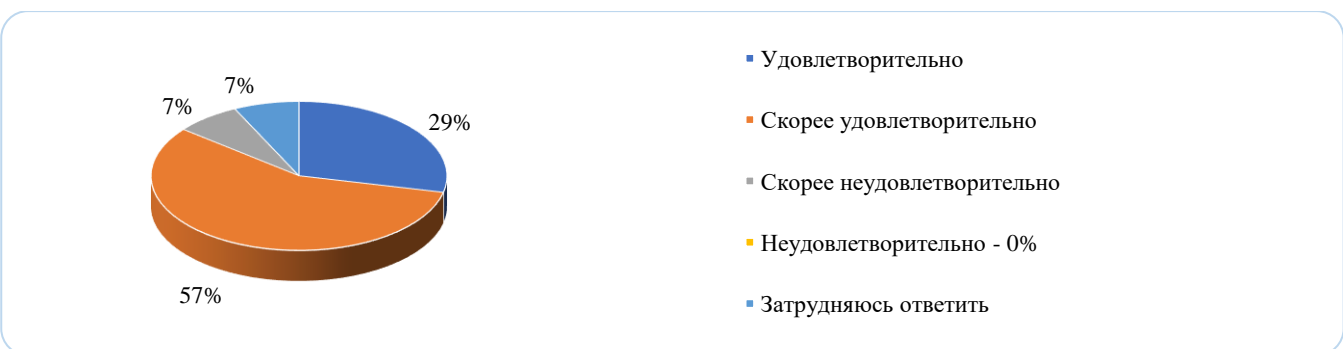 7%
7%
29%
57%
Удовлетворительно
Скорее удовлетворительно
Скорее неудовлетворительно
Неудовлетворительно - 0%
Затрудняюсь ответить